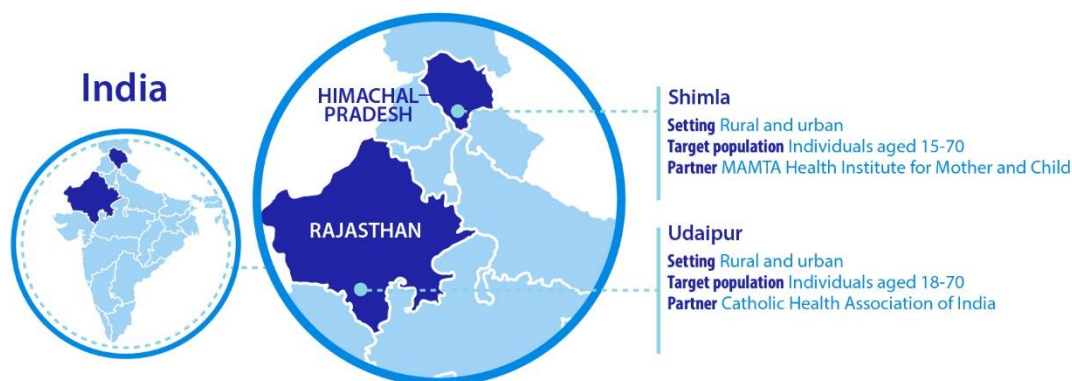 India
HIMACHAL
PRADESH
RAJASTHAN
Shimla
Setting Rural and urban
Target population Individuals aged 15-70
Partner MAMTA Health Institute for Mother and Child
Udaipur
Setting Rural and urban
Target population Individuals aged 18-70
Partner Catholic Health Association of India